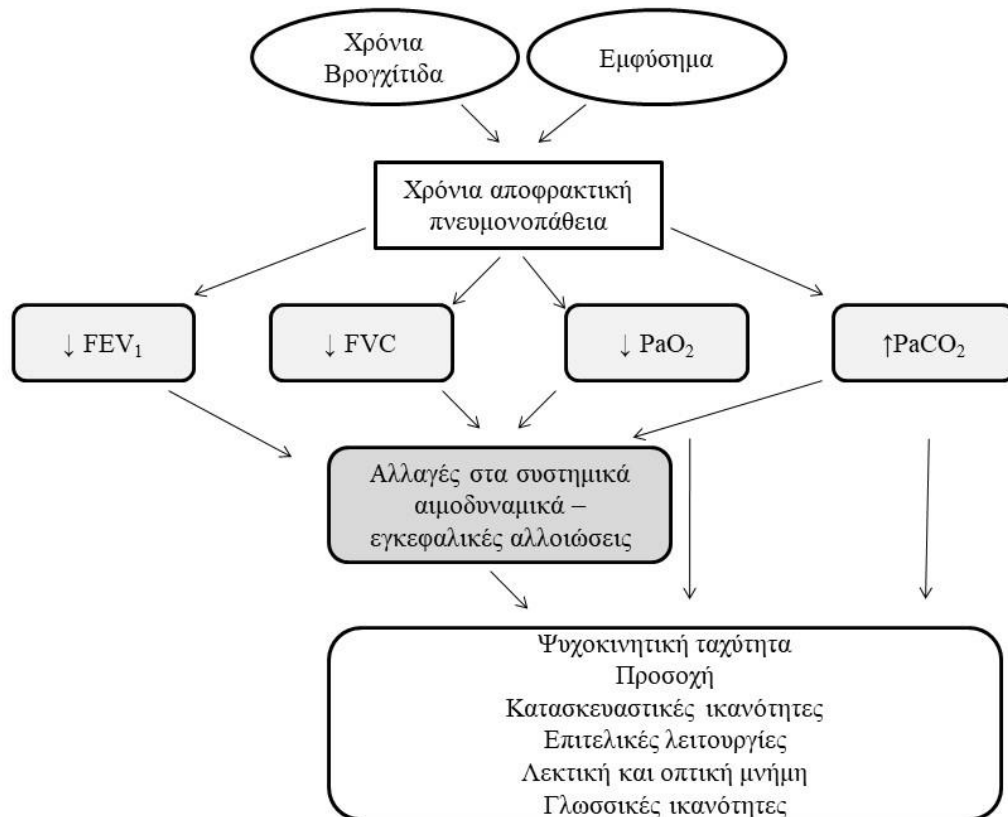 Χρόνια
Βρογχίτιδα
Εμφύσημα
Χρόνια αποφρακτική
πνευμονοπάθεια
↓ FEV₁
↓ FVC
↓ PaO₂
↑PaCO₂
Αλλαγές στα συστημικά
αιμοδυναμικά –
εγκεφαλικές αλλοιώσεις
Ψυχοκινητική ταχύτητα
Προσοχή
Κατασκευαστικές ικανότητες
Επιτελικές λειτουργίες
Λεκτική και οπτική μνήμη
Γλωσσικές ικανότητες